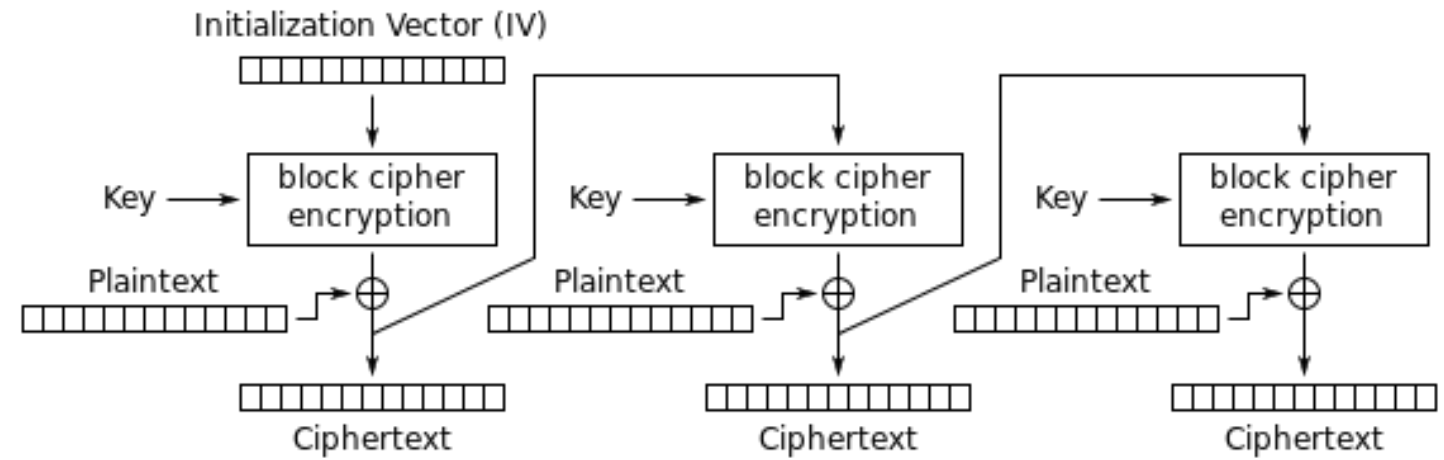 Initialization Vector (IV)
Key
block cipher
encryption
Key
block cipher
encryption
Key
block cipher
encryption
Plaintext
Plaintext
Plaintext
Ciphertext
Ciphertext
Ciphertext